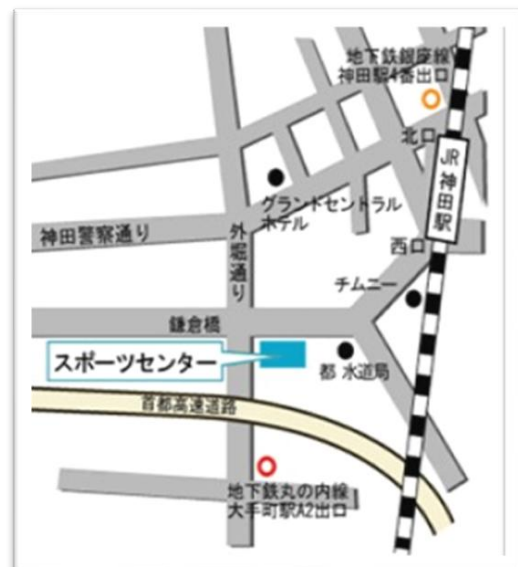 地下鉄銀座線
神田駅4番出口
北口
JR神田駅
グランドセントラル
ホテル
神田警察通り
外堀通り
西口
チムニー
鎌倉橋
スポーツセンター
都 水道局
首都高速道路
地下鉄丸の内線
大手町駅A2出口